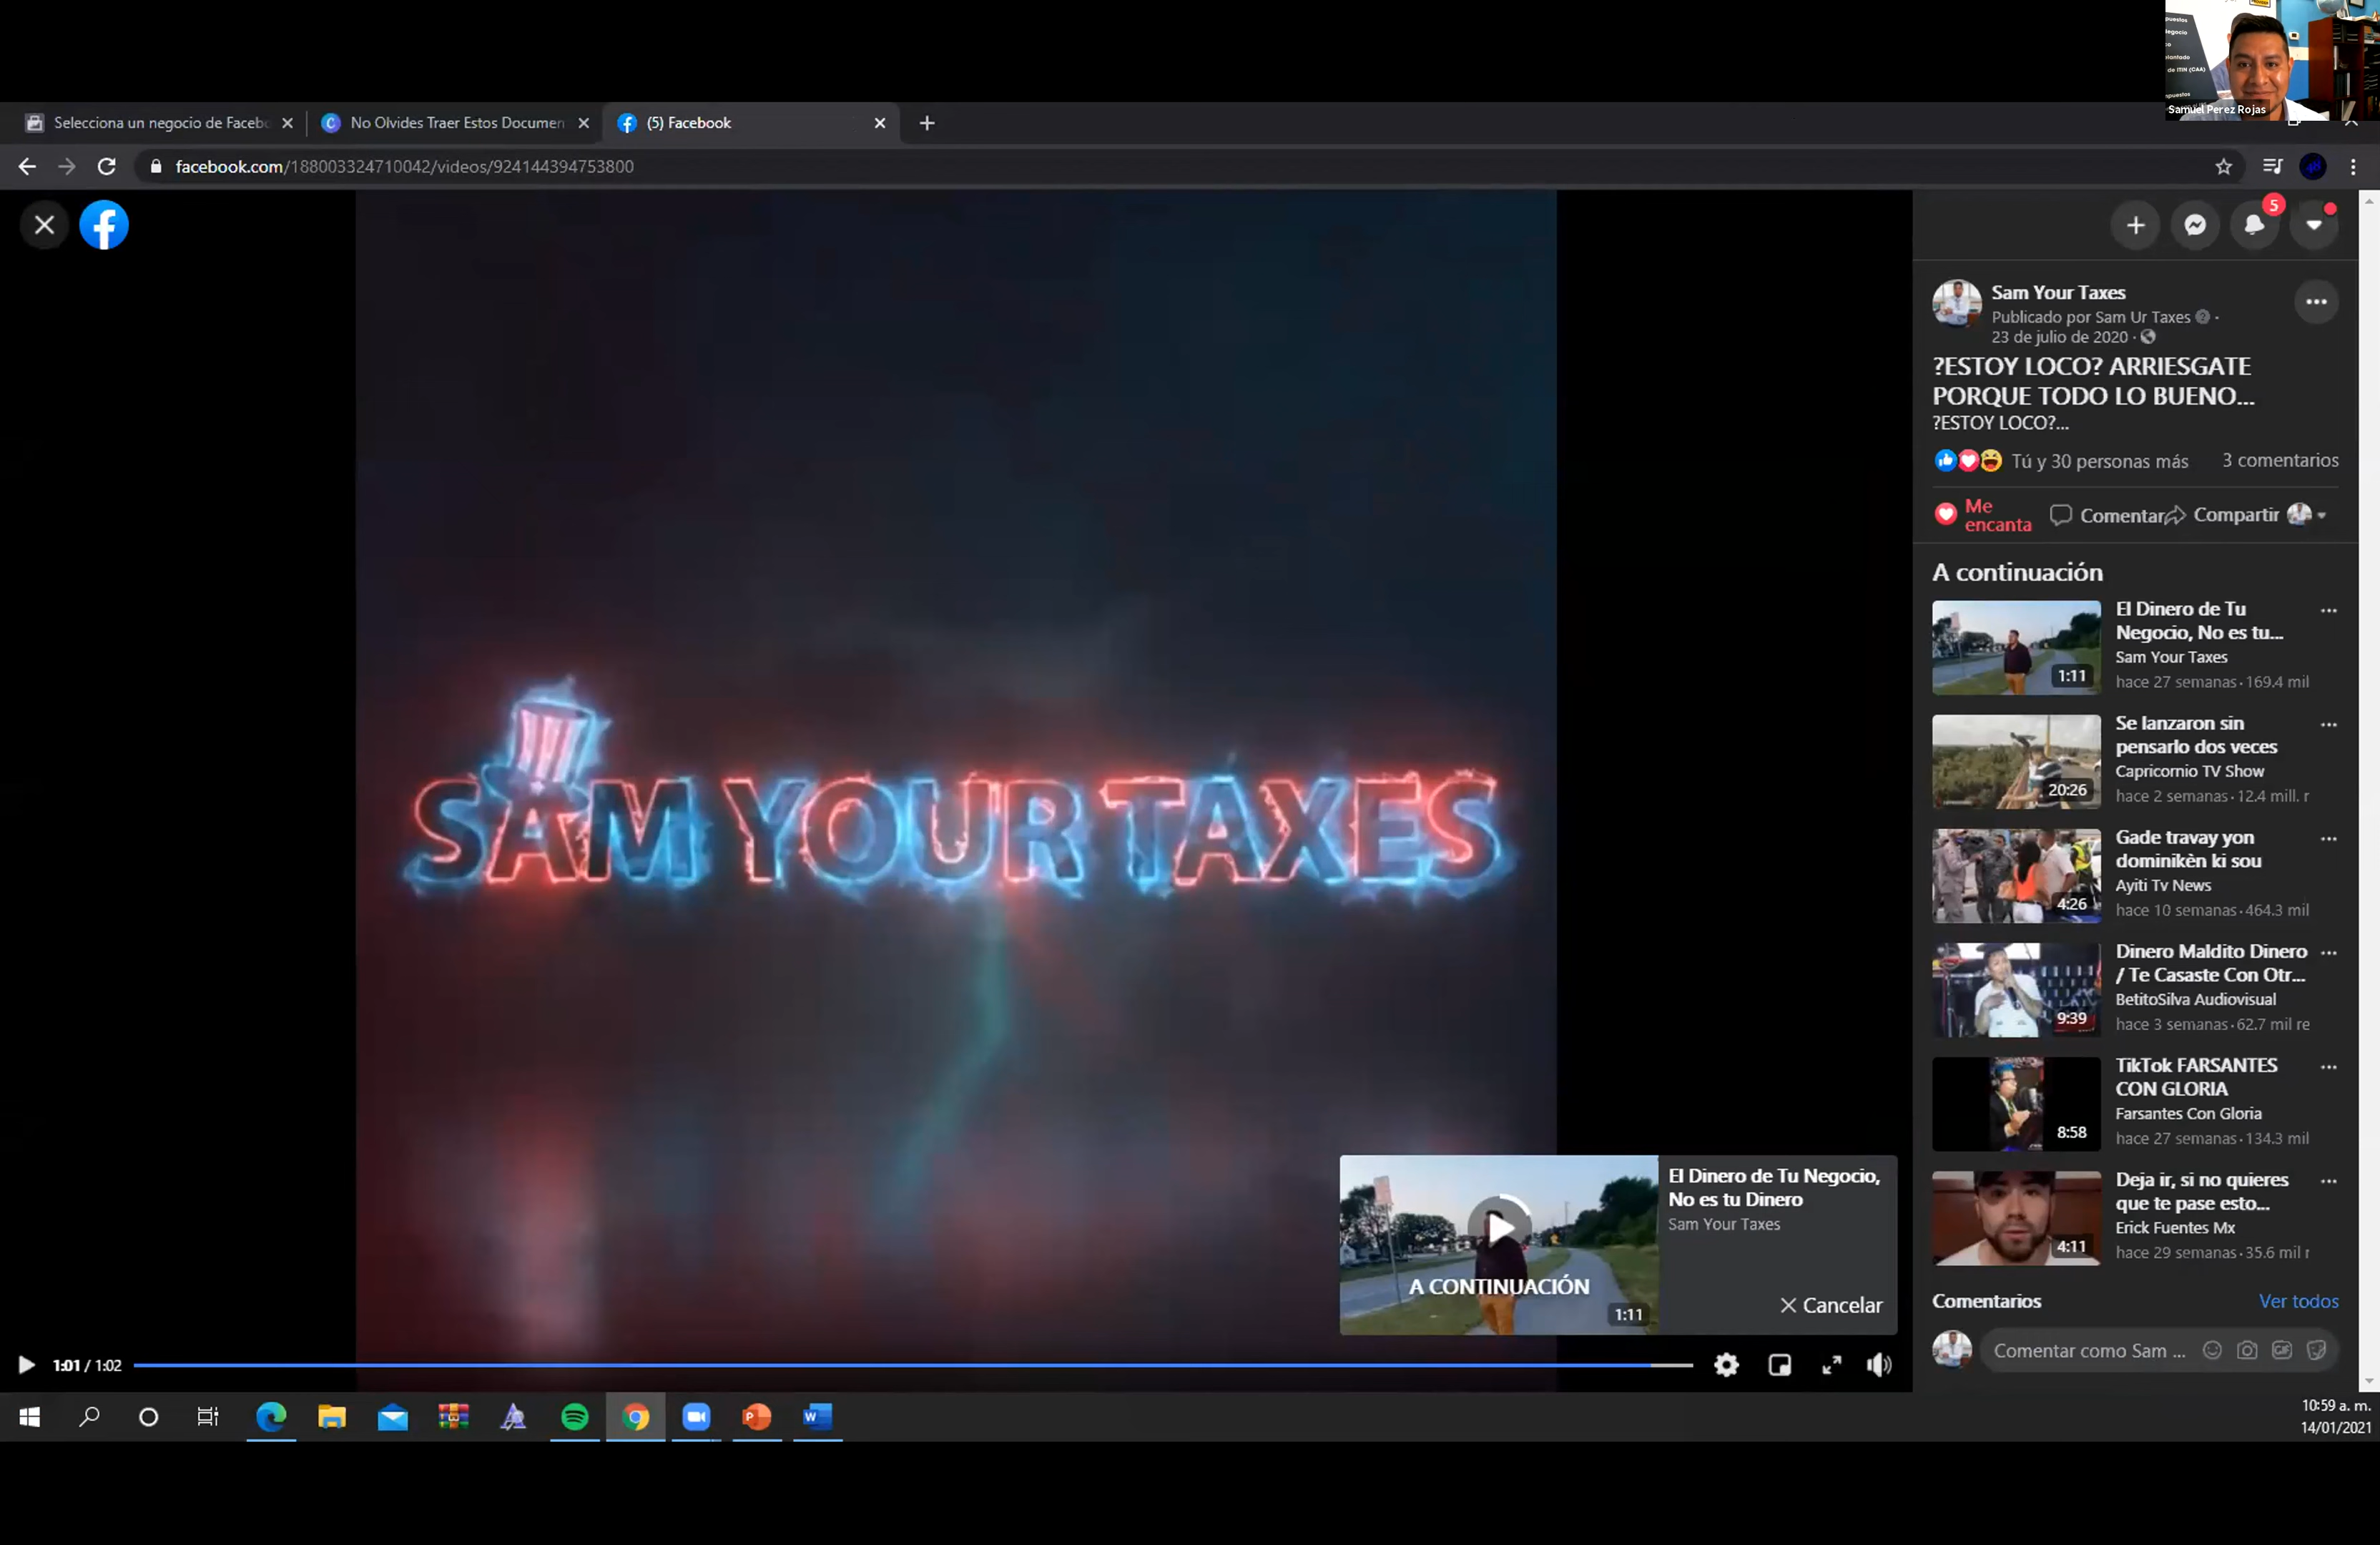 puestos
egocio
de ITIN (CAA)
puestos
Samuel Perez Rojas
Selecciona un negocio de Facebo
No Olvides Traer Estos Documen
(5) Facebook
facebook.com/188003324710042/videos/924144394753800
5
Sam Your Taxes
Publicado por Sam Ur Taxes ·
23 de julio de 2020 ·
?ESTOY LOCO? ARRIESGATE
PORQUE TODO LO BUENO...
?ESTOY LOCO?...
Tú y 30 personas más 3 comentarios
Me encanta
Comentar
Compartir
A continuación
El Dinero de Tu
Negocio, No es tu...
Sam Your Taxes
hace 27 semanas · 169.4 mil
1:11
Se lanzaron sin
pensarlo dos veces
Capricornio TV Show
hace 2 semanas · 12.4 mill. r
20:26
Gade travay yon
dominikèn ki sou
Ayiti Tv News
hace 10 semanas · 464.3 mil
4:26
Dinero Maldito Dinero
/ Te Casaste Con Otr...
BetitoSilva Audiovisual
hace 3 semanas · 62.7 mil re
9:39
TikTok FARSANTES
CON GLORIA
Farsantes Con Gloria
hace 27 semanas · 134.3 mil
8:58
Deja ir, si no quieres
que te pase esto...
Erick Fuentes Mx
hace 29 semanas · 35.6 mil r
4:11
Comentarios Ver todos
Comentar como Sam ...
GIF
SAM YOUR TAXES
El Dinero de Tu Negocio,
No es tu Dinero
Sam Your Taxes
A CONTINUACIÓN
1:11
Cancelar
1:01 / 1:02
10:59 a. m.
14/01/2021